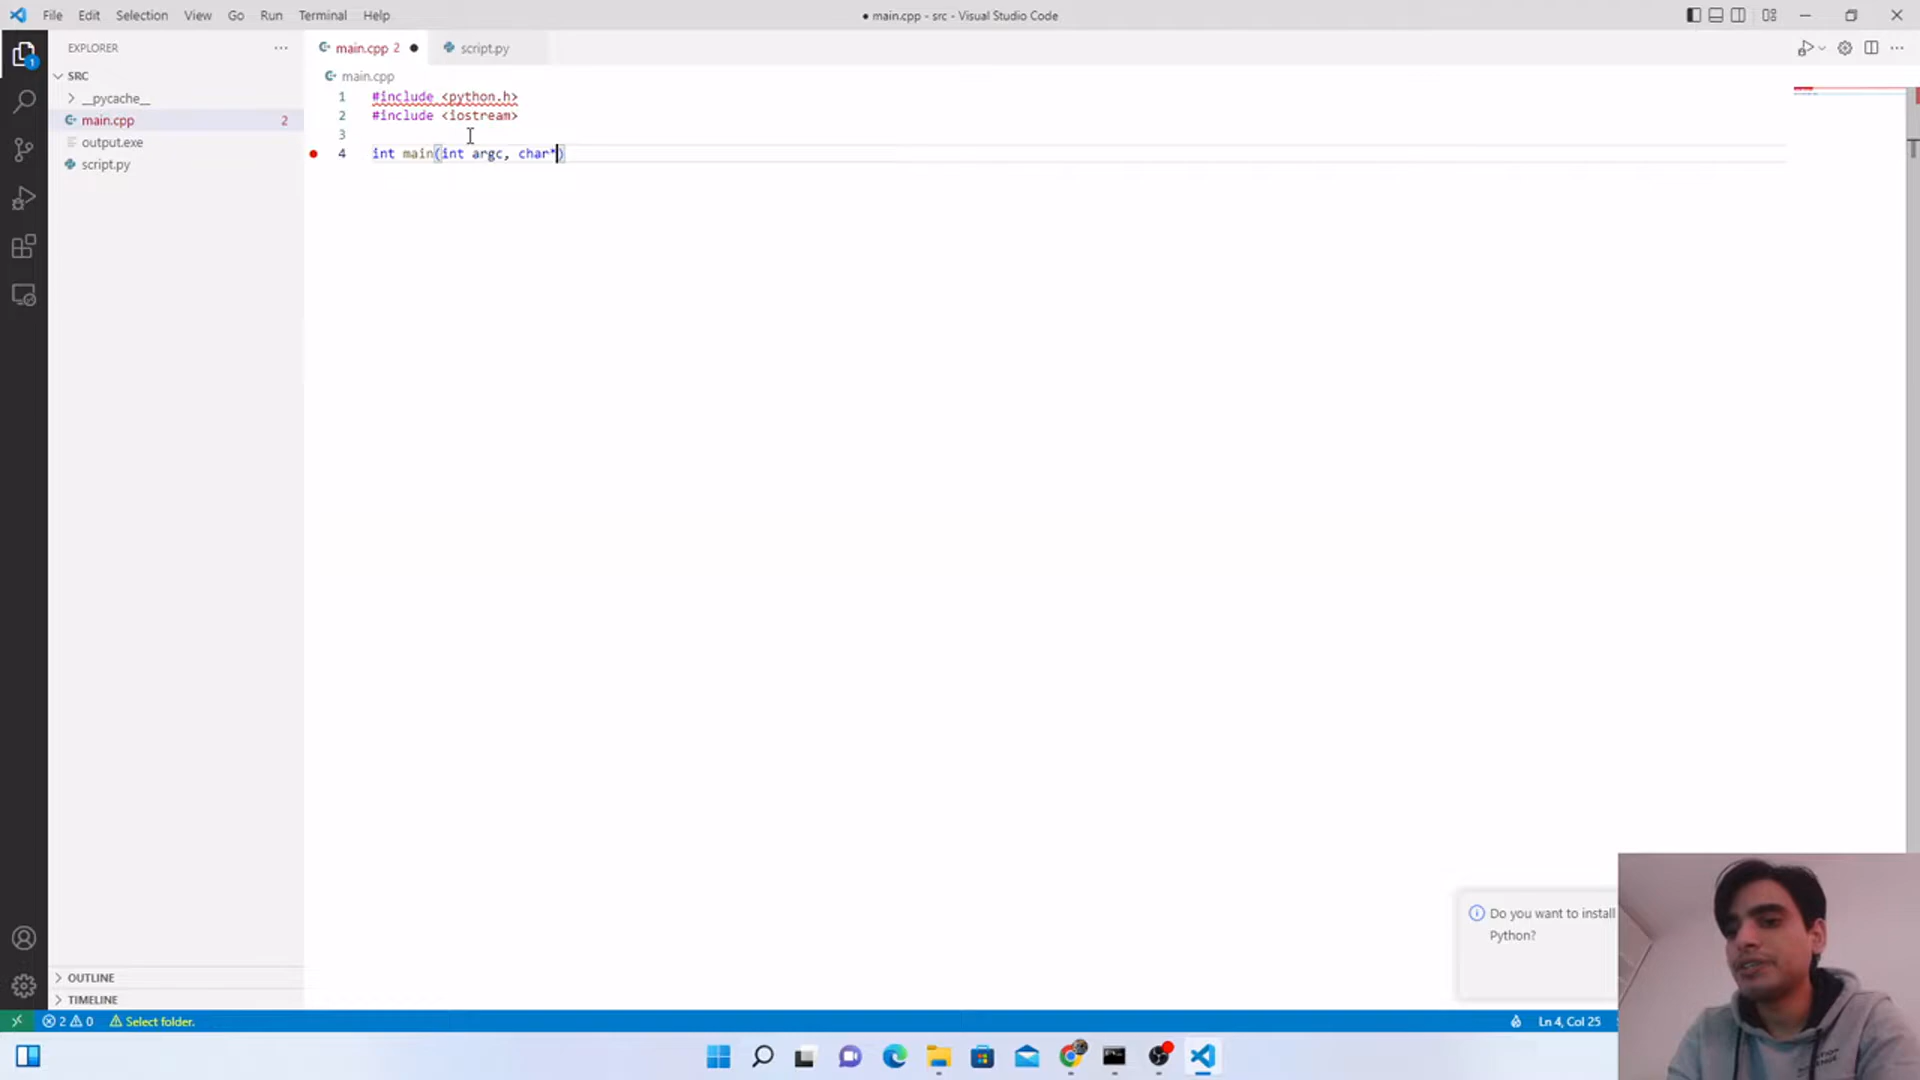 File Edit Selection View Go Run Terminal Help
● main.cpp - src - Visual Studio Code
EXPLORER
main.cpp 2 ●
script.py
SRC
main.cpp
__pycache__
main.cpp 2
output.exe
script.py
1
1 #include <python.h>
2 #include <iostream>
3
4 int main(int argc, char*)
Do you want to install
Python?
OUTLINE
TIMELINE
2 0 Select folder.
Ln 4, Col 25